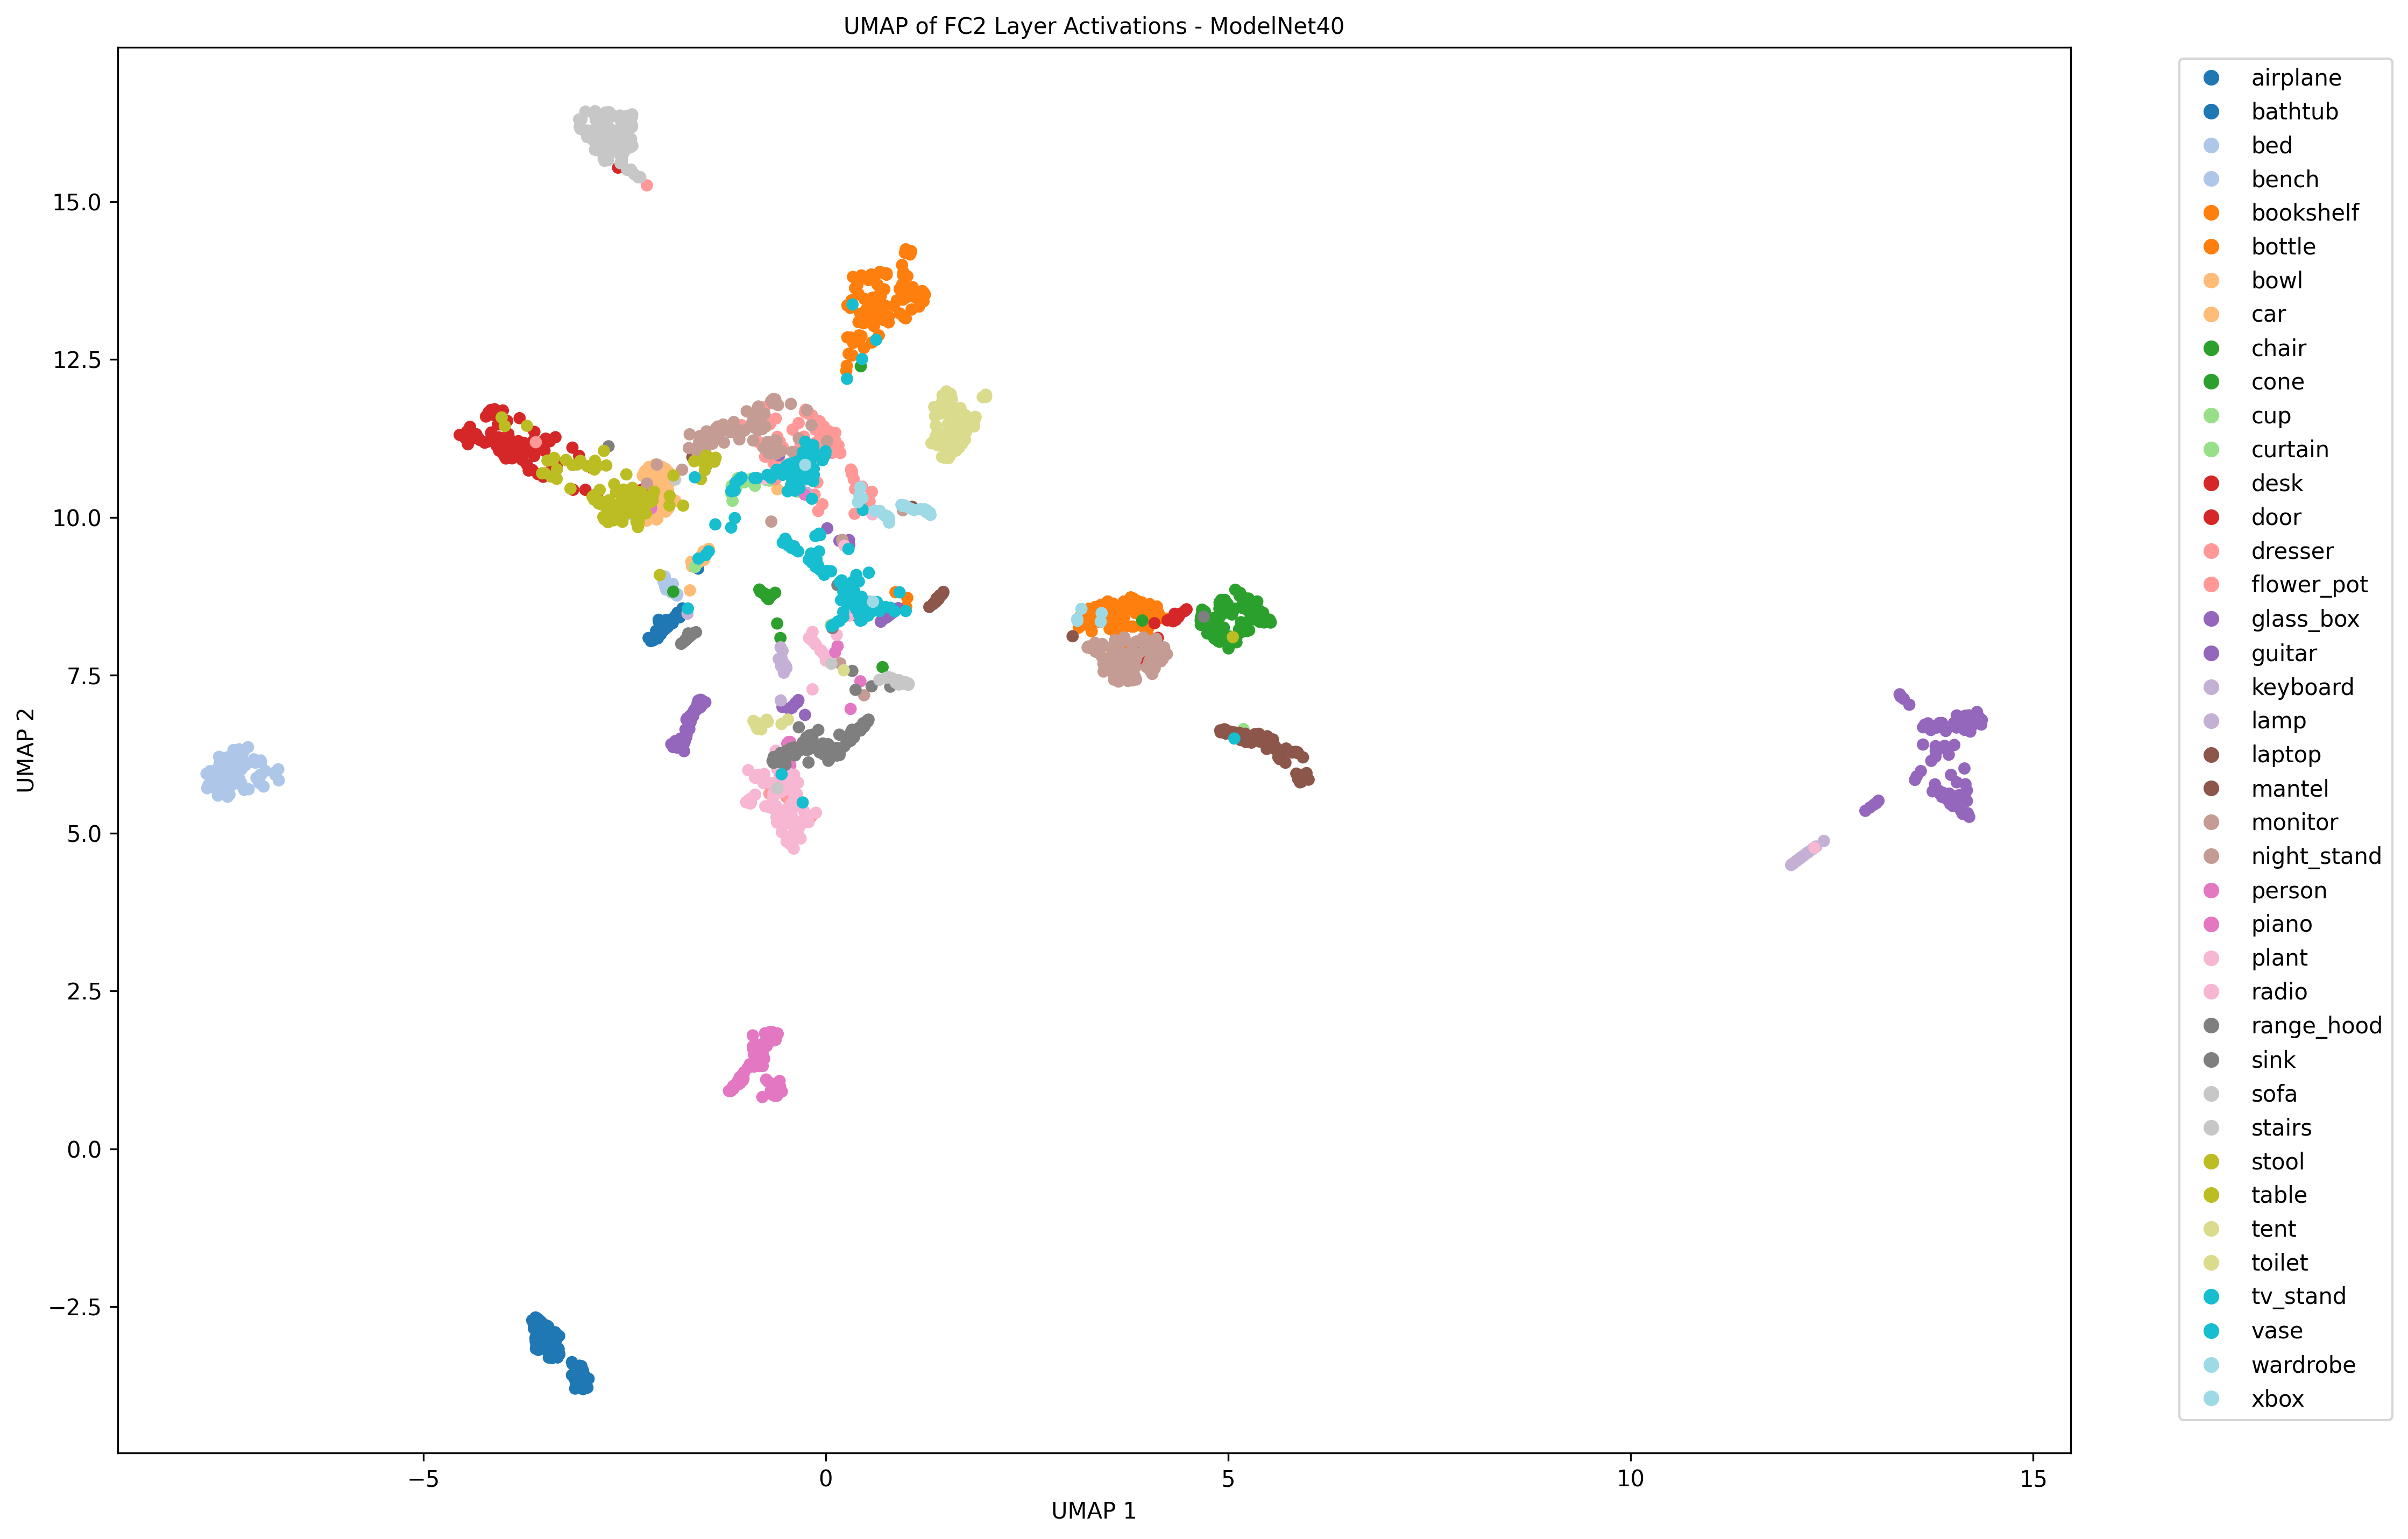 UMAP of FC2 Layer Activations - ModelNet40
UMAP 2
15.0
12.5
10.0
7.5
5.0
2.5
0.0
−2.5
−5
0
5
10
15
UMAP 1
airplane
bathtub
bed
bench
bookshelf
bottle
bowl
car
chair
cone
cup
curtain
desk
door
dresser
flower_pot
glass_box
guitar
keyboard
lamp
laptop
mantel
monitor
night_stand
person
piano
plant
radio
range_hood
sink
sofa
stairs
stool
table
tent
toilet
tv_stand
vase
wardrobe
xbox